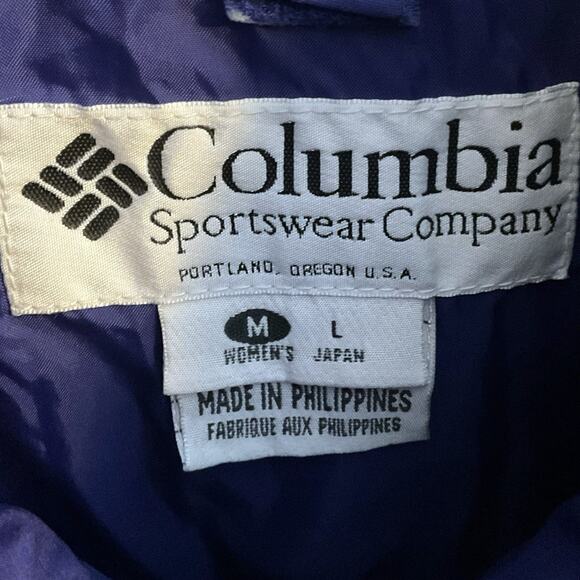 Columbia
Sportswear Company
PORTLAND, OREGON U.S.A.
M L
WOMEN'S JAPAN
MADE IN PHILIPPINES
FABRIQUE AUX PHILIPPINES